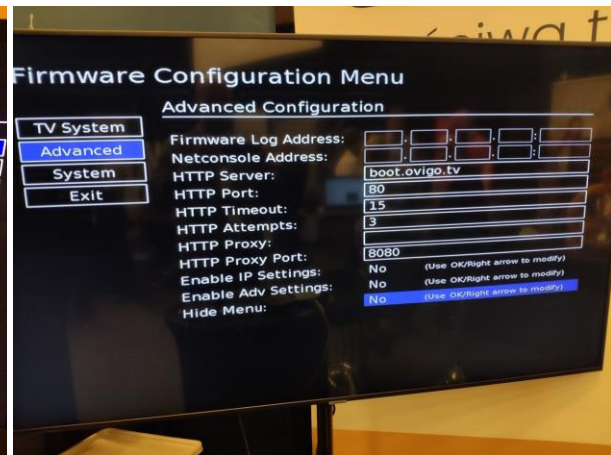 Firmware Configuration Menu
Advanced Configuration
TV System
Advanced
System
Exit
Firmware Log Address: . . . :
Netconsole Address: . . . :
HTTP Server: boot.ovigo.tv
HTTP Port: 80
HTTP Timeout: 15
HTTP Attempts: 3
HTTP Proxy:
HTTP Proxy Port: 8080
Enable IP Settings: No (Use OK/Right arrow to modify)
Enable Adv Settings: No (Use OK/Right arrow to modify)
Hide Menu: No (Use OK/Right arrow to modify)